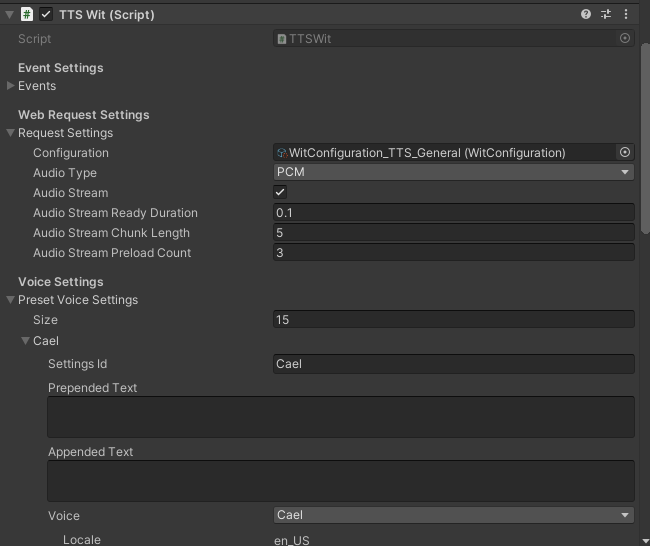 # TTS Wit (Script)
Script # TTSWit
Event Settings
Events
Web Request Settings
Request Settings
Configuration WitConfiguration_TTS_General (WitConfiguration)
Audio Type PCM
Audio Stream
Audio Stream Ready Duration 0.1
Audio Stream Chunk Length 5
Audio Stream Preload Count 3
Voice Settings
Preset Voice Settings
Size 15
Cael
Settings Id Cael
Prepended Text
Appended Text
Voice Cael
Locale en_US